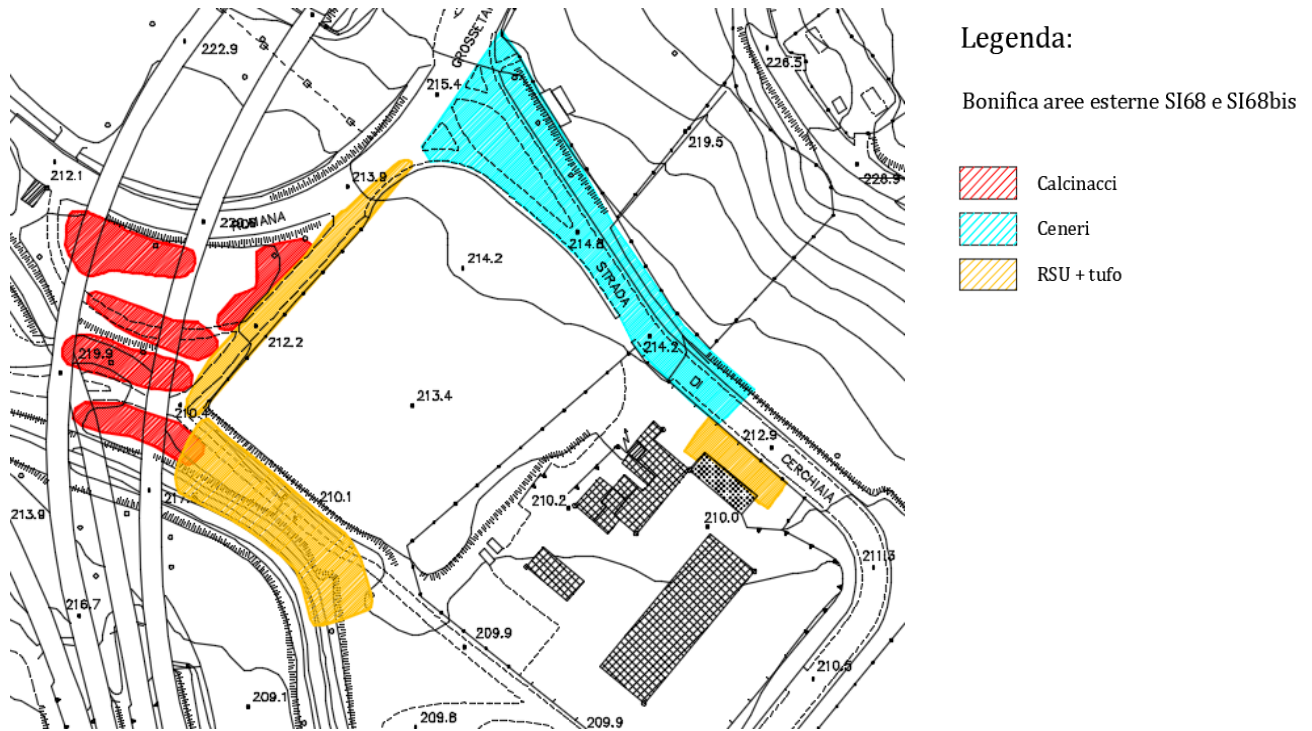 Legenda:
Bonifica aree esterne SI68 e SI68bis
Calcinacci
Ceneri
RSU + tufo
222.9
GROSSETA
226.5
215.4
219.5
212.1
213.9
228.9
ROMANA
214.8
214.2
STRADA
212.2
214.2
219.9
DI
213.4
210.4
212.9
CERCHIAIA
210.1
210.2
213.9
210.0
211.3
216.7
209.9
210.5
209.1
209.8
209.9